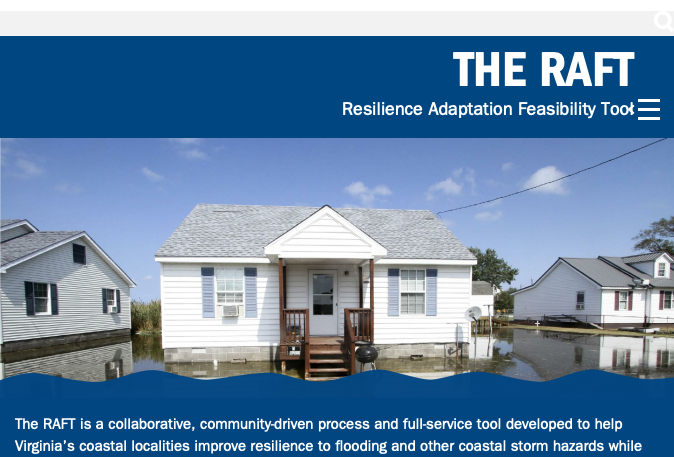 THE RAFT
Resilience Adaptation Feasibility Tool
The RAFT is a collaborative, community-driven process and full-service tool developed to help
Virginia's coastal localities improve resilience to flooding and other coastal storm hazards while